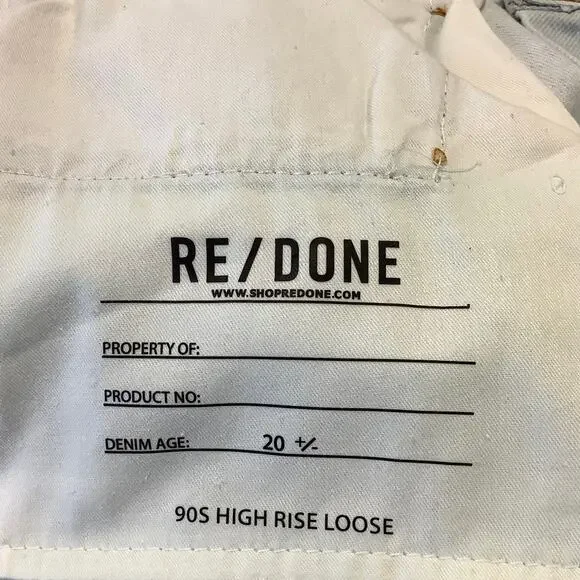 RE/DONE
WWW.SHOPREDONE.COM
PROPERTY OF:
PRODUCT NO:
DENIM AGE: 20 +/-
90S HIGH RISE LOOSE